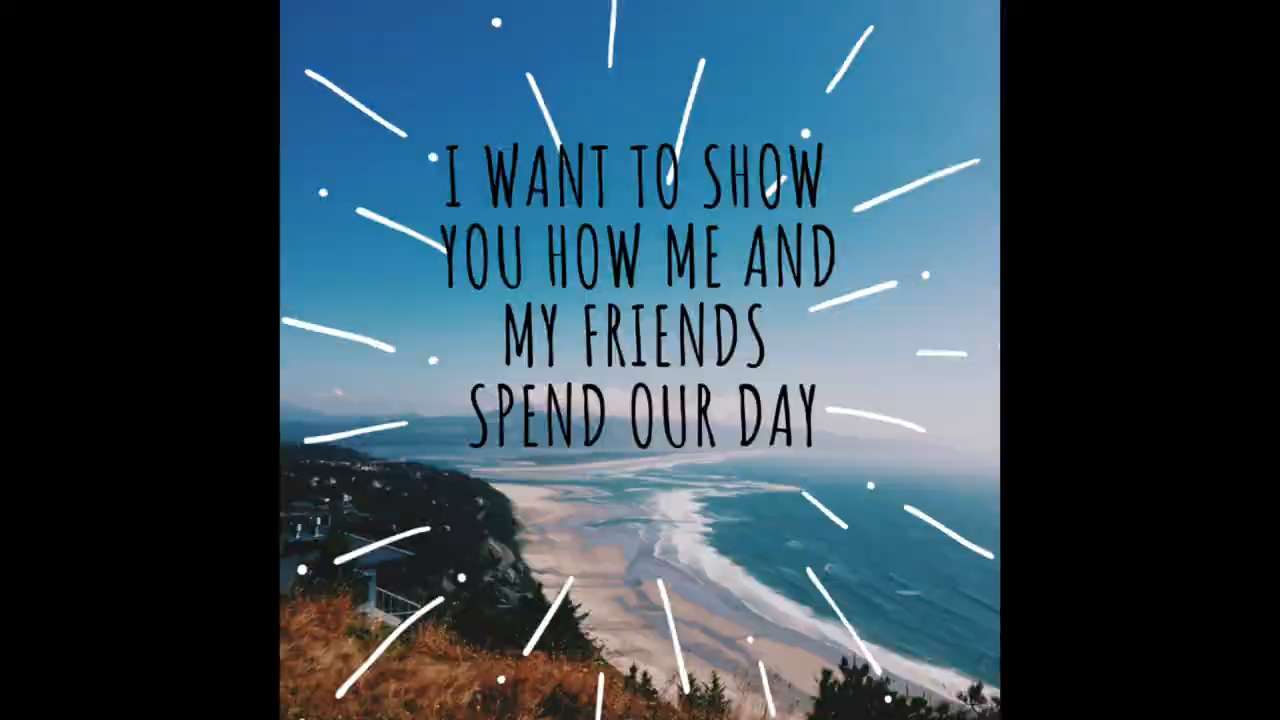 I WANT TO SHOW
YOU HOW ME AND
MY FRIENDS
SPEND OUR DAY